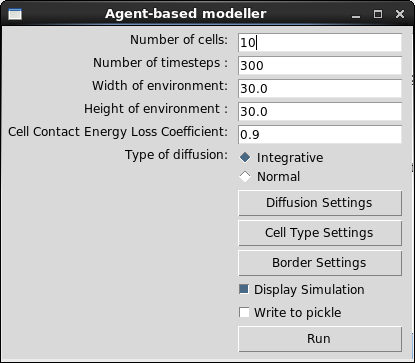 Agent-based modeller
Number of cells: 10
Number of timesteps : 300
Width of environment: 30.0
Height of environment : 30.0
Cell Contact Energy Loss Coefficient: 0.9
Type of diffusion: Integrative
Normal
Diffusion Settings
Cell Type Settings
Border Settings
Display Simulation
Write to pickle
Run